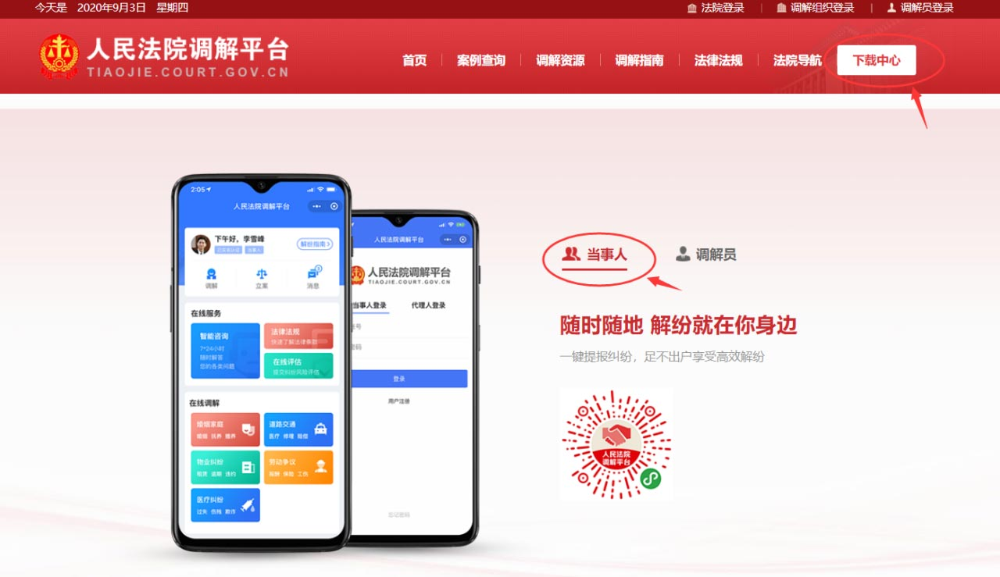 今天是 2020年9月3日 星期四
法院登录 | 调解组织登录 | 调解员登录
人民法院调解平台
TIAOJIE.COURT.GOV.CN
首页 案例查询 调解资源 调解指南 法律法规 法院导航 下载中心
2:05
人民法院调解平台
下午好，李雪峰
解纷指南
调解 立案 消息
在线服务
智能咨询
7*24小时
随时解答
您的各类问题
法律法规
快速了解法律条款
在线评估
提交纠纷风险评估
在线调解
婚姻家庭
婚姻 抚养 赡养
道路交通
医疗 修理 赔偿
物业纠纷
租赁 逾期 违约
劳动争议
报酬 保险 工伤
医疗纠纷
过失 伤残 欺诈
人民法院调解平台
人民法院调解平台
TIAOJIE.COURT.GOV.CN
当事人登录 代理人登录
登录
用户注册
忘记密码
当事人 调解员
随时随地 解纷就在你身边
一键提报纠纷，足不出户享受高效解纷
人民法院
调解平台